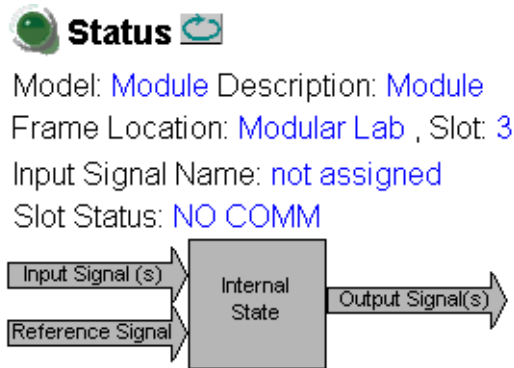 Status
Model: Module Description: Module
Frame Location: Modular Lab , Slot: 3
Input Signal Name: not assigned
Slot Status: NO COMM
Input Signal (s)
Internal
State
Output Signal(s)
Reference Signal